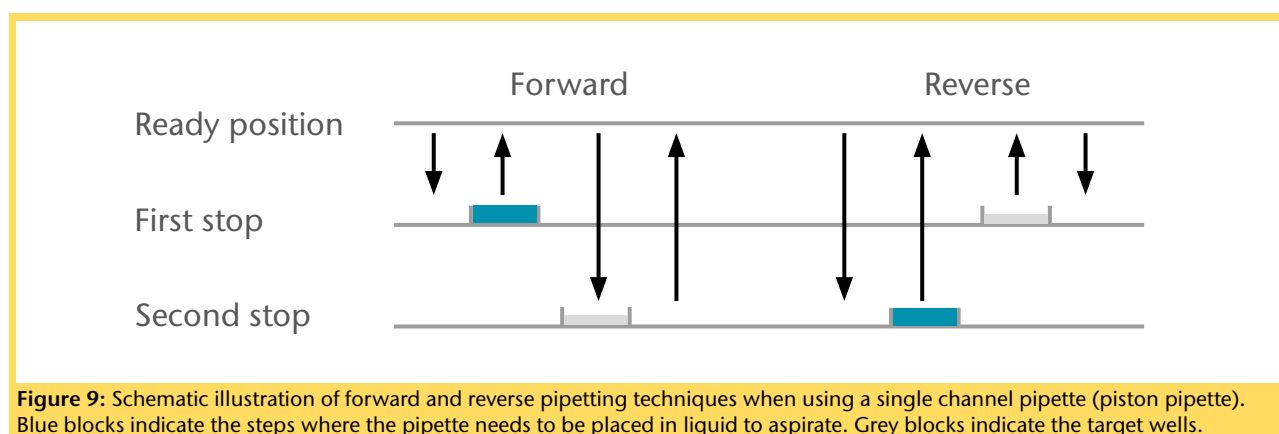 Forward
Reverse
Ready position
First stop
Second stop
Figure 9: Schematic illustration of forward and reverse pipetting techniques when using a single channel pipette (piston pipette).
Blue blocks indicate the steps where the pipette needs to be placed in liquid to aspirate. Grey blocks indicate the target wells.